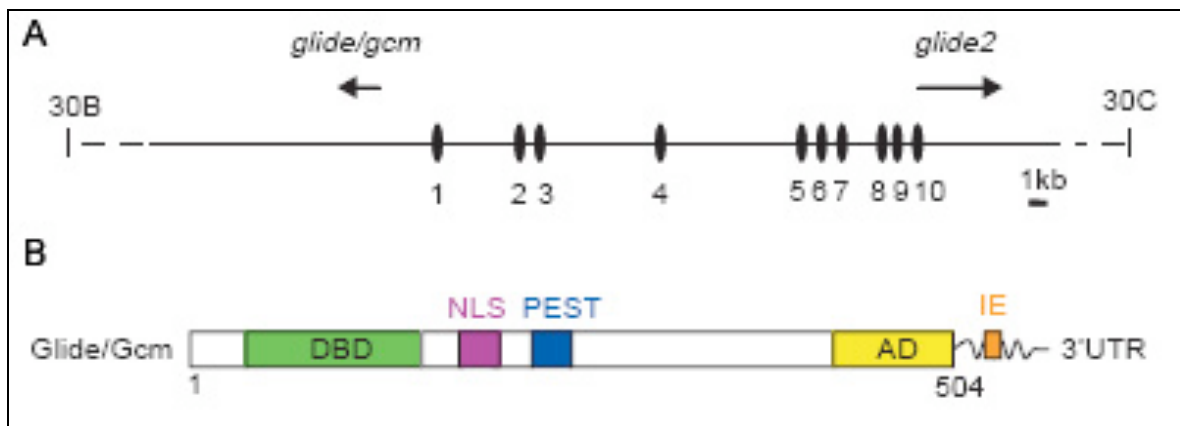 A
glide/gcm glide2
30B 30C
1 2 3 4 5 6 7 8 9 10 1kb
B
NLS PEST IE
Glide/Gcm DBD AD 3'UTR
1 504